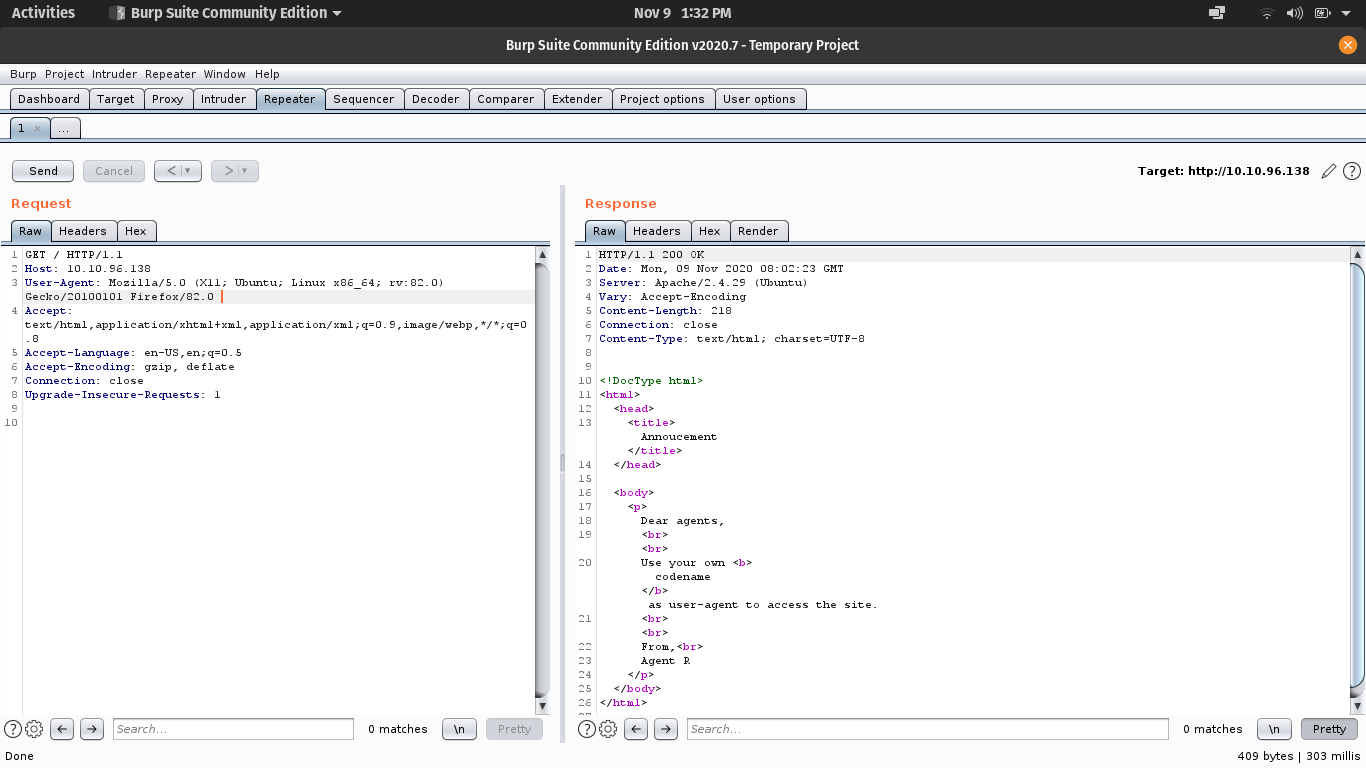 Activities Burp Suite Community Edition Nov 9 1:32 PM
Burp Suite Community Edition v2020.7 - Temporary Project
Burp Project Intruder Repeater Window Help
Dashboard Target Proxy Intruder Repeater Sequencer Decoder Comparer Extender Project options User options
1 × ...
Send Cancel < > Target: http://10.10.96.138 ?
Request
Raw Headers Hex
1 GET / HTTP/1.1
2 Host: 10.10.96.138
3 User-Agent: Mozilla/5.0 (X11; Ubuntu; Linux x86_64; rv:82.0)
Gecko/20100101 Firefox/82.0
4 Accept:
text/html,application/xhtml+xml,application/xml;q=0.9,image/webp,*/*;q=0
.8
5 Accept-Language: en-US,en;q=0.5
6 Accept-Encoding: gzip, deflate
7 Connection: close
8 Upgrade-Insecure-Requests: 1
9
10
? Search... 0 matches \n Pretty
Response
Raw Headers Hex Render
1 HTTP/1.1 200 OK
2 Date: Mon, 09 Nov 2020 08:02:23 GMT
3 Server: Apache/2.4.29 (Ubuntu)
4 Vary: Accept-Encoding
5 Content-Length: 218
6 Connection: close
7 Content-Type: text/html; charset=UTF-8
8
9
10 <!DocType html>
11 <html>
12 <head>
13 <title>
Annoucement
</title>
14 </head>
15
16 <body>
17 <p>
18 Dear agents,
19 <br>
<br>
20 Use your own <b>
codename
</b>
as user-agent to access the site.
21 <br>
<br>
22 From,<br>
23 Agent R
24 </p>
25 </body>
26 </html>
? Search... 0 matches \n Pretty
Done 409 bytes | 303 millis